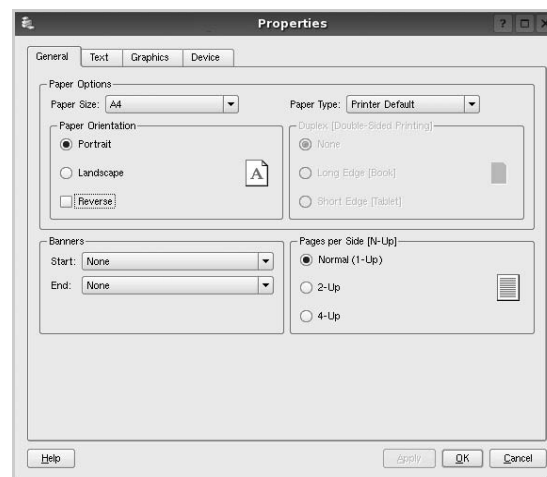 Properties
General Text Graphics Device
Paper Options
Paper Size: A4 Paper Type: Printer Default
Paper Orientation Duplex [Double-Sided Printing]
Portrait None
Landscape A Long Edge [Book]
Reverse Short Edge [Tablet]
Banners Pages per Side [N-Up]
Start: None Normal (1-Up)
End: None 2-Up
4-Up
Help Apply OK Cancel